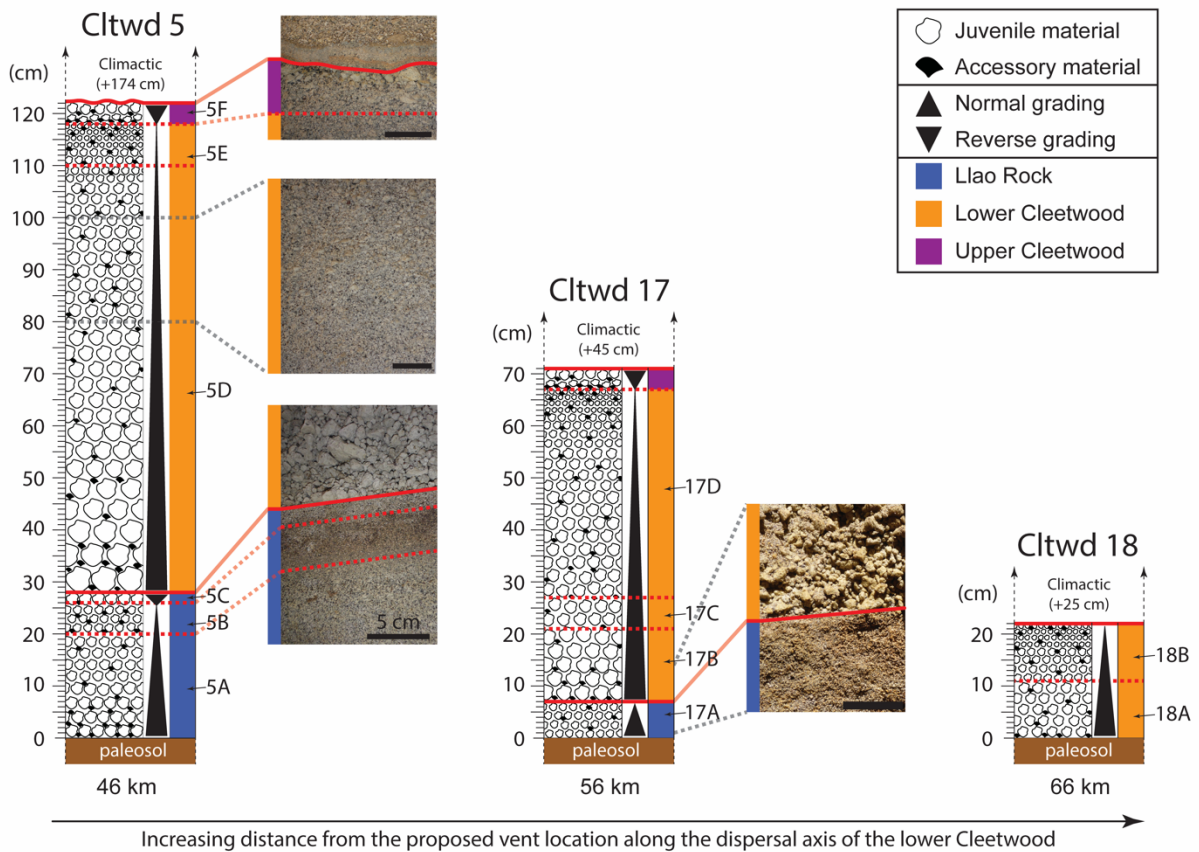 Cltwd 5
(cm)
Climactic
(+174 cm)
120
110
100
90
80
70
60
50
40
30
20
10
0
5F
5E
5D
5C
5B
5A
paleosol
46 km
5 cm
Cltwd 17
(cm)
Climactic
(+45 cm)
70
60
50
40
30
20
10
0
17D
17C
17B
17A
paleosol
56 km
Juvenile material
Accessory material
Normal grading
Reverse grading
Llao Rock
Lower Cleetwood
Upper Cleetwood
Cltwd 18
(cm)
Climactic
(+25 cm)
20
10
0
18B
18A
paleosol
66 km
Increasing distance from the proposed vent location along the dispersal axis of the lower Cleetwood